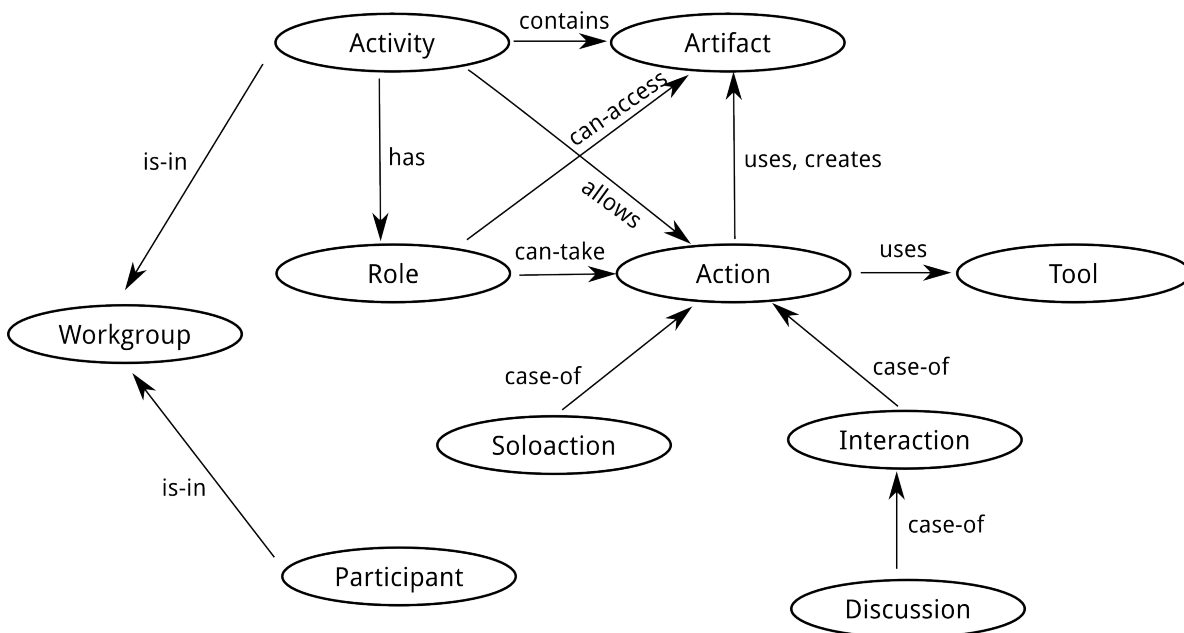 contains
Activity
Artifact
can-access
is-in
has
uses, creates
allows
can-take
uses
Role
Action
Tool
Workgroup
case-of
case-of
Soloaction
Interaction
is-in
case-of
Participant
Discussion